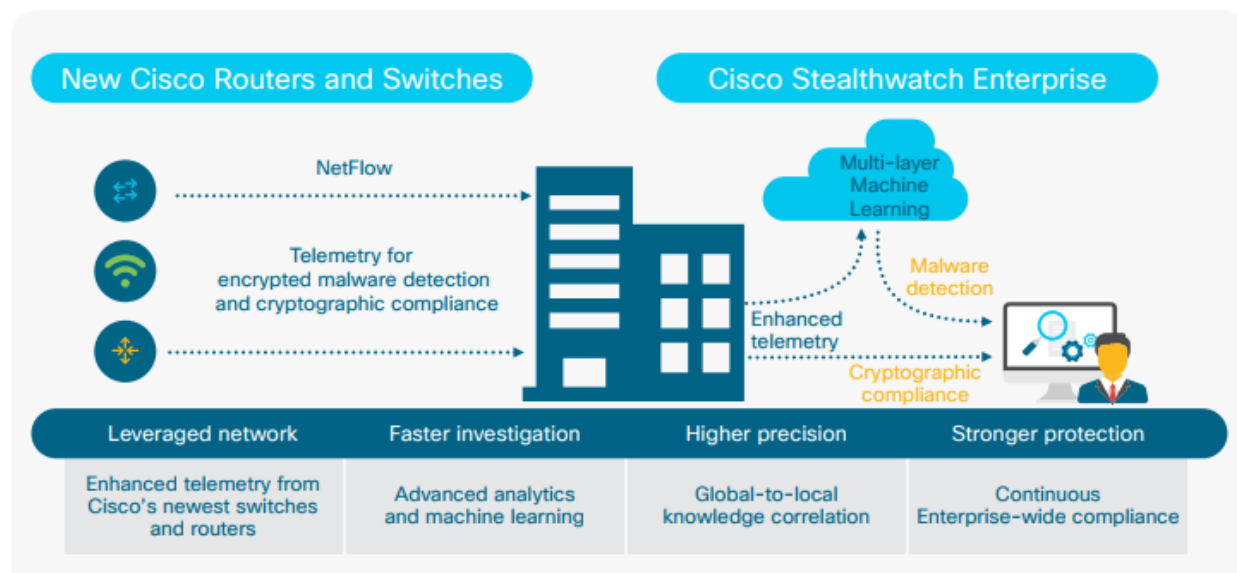 New Cisco Routers and Switches
Cisco Stealthwatch Enterprise
NetFlow
Telemetry for
encrypted malware detection
and cryptographic compliance
Multi-layer
Machine
Learning
Malware
detection
Enhanced
telemetry
Cryptographic
compliance
Leveraged network
Faster investigation
Higher precision
Stronger protection
Enhanced telemetry from
Cisco's newest switches
and routers
Advanced analytics
and machine learning
Global-to-local
knowledge correlation
Continuous
Enterprise-wide compliance